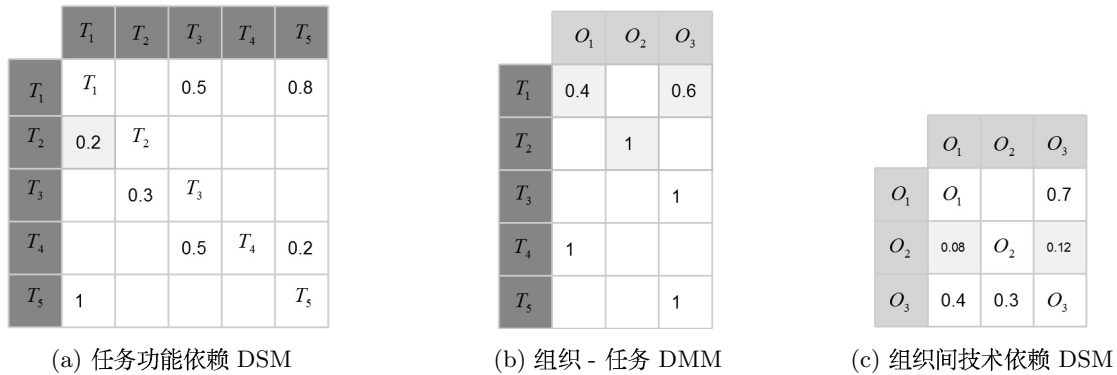 T₁ T₂ T₃ T₄ T₅
T₁ T₁ 0.5 0.8
T₂ 0.2 T₂
T₃ 0.3 T₃
T₄ 0.5 T₄ 0.2
T₅ 1 T₅
(a) 任务功能依赖 DSM
O₁ O₂ O₃
T₁ 0.4 0.6
T₂ 1
T₃ 1
T₄ 1
T₅ 1
(b) 组织 - 任务 DMM
O₁ O₂ O₃
O₁ O₁ 0.7
O₂ 0.08 O₂ 0.12
O₃ 0.4 0.3 O₃
(c) 组织间技术依赖 DSM